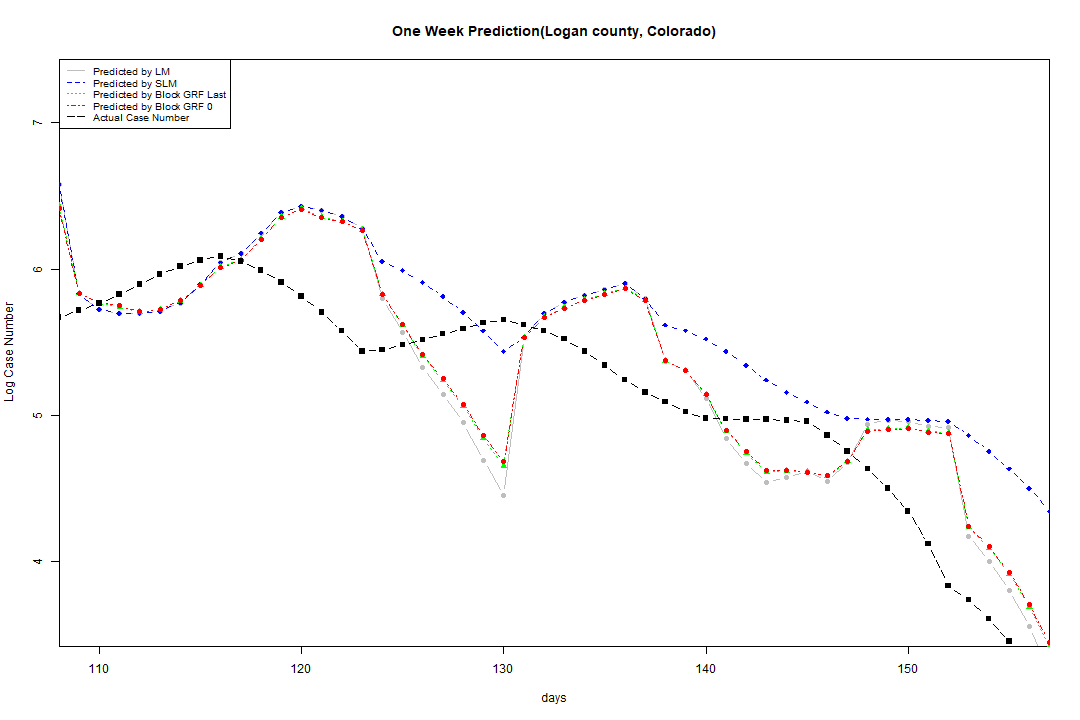 One Week Prediction(Logan county, Colorado)
Predicted by LM
Predicted by SLM
Predicted by Block GRF Last
Predicted by Block GRF 0
Actual Case Number
7
6
5
4
Log Case Number
110 120 130 140 150
days